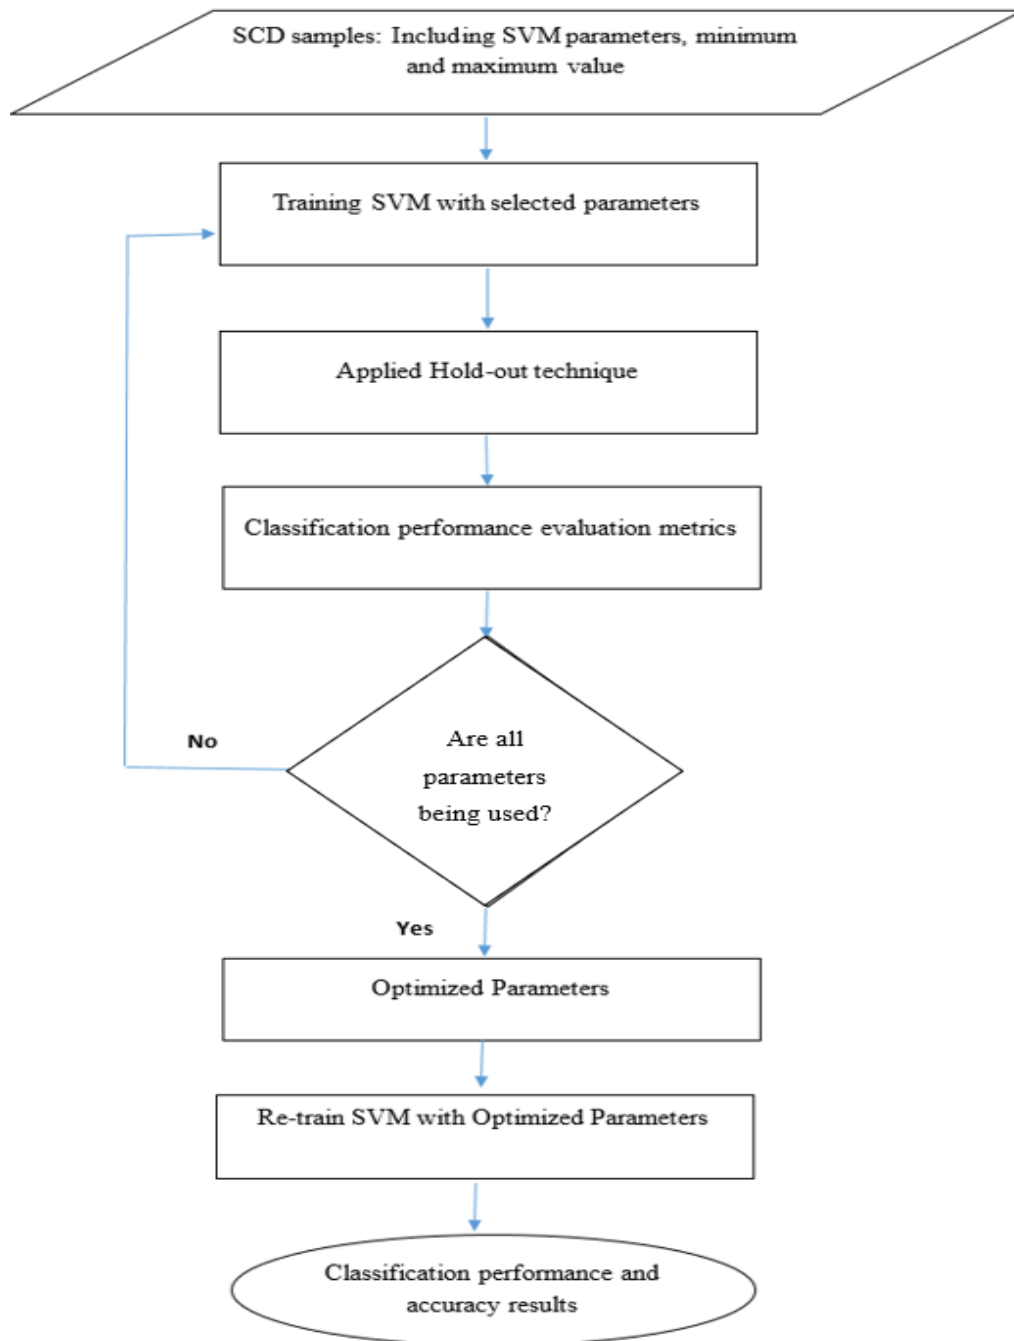 SCD samples: Including SVM parameters, minimum
and maximum value
Training SVM with selected parameters
Applied Hold-out technique
Classification performance evaluation metrics
Are all
parameters
being used?
No
Yes
Optimized Parameters
Re-train SVM with Optimized Parameters
Classification performance and
accuracy results